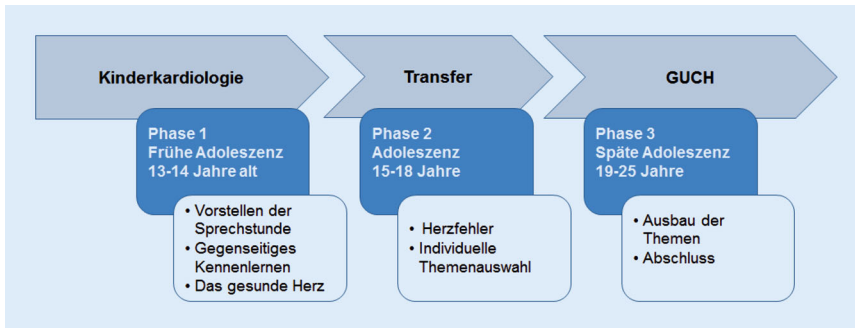 Kinderkardiologie
Transfer
GUCH
Phase 1
Frühe Adoleszenz
13-14 Jahre alt
Phase 2
Adoleszenz
15-18 Jahre
Phase 3
Späte Adoleszenz
19-25 Jahre
• Vorstellen der
Sprechstunde
• Gegenseitiges
Kennenlernen
• Das gesunde Herz
• Herzfehler
• Individuelle
Themenauswahl
• Ausbau der
Themen
• Abschluss